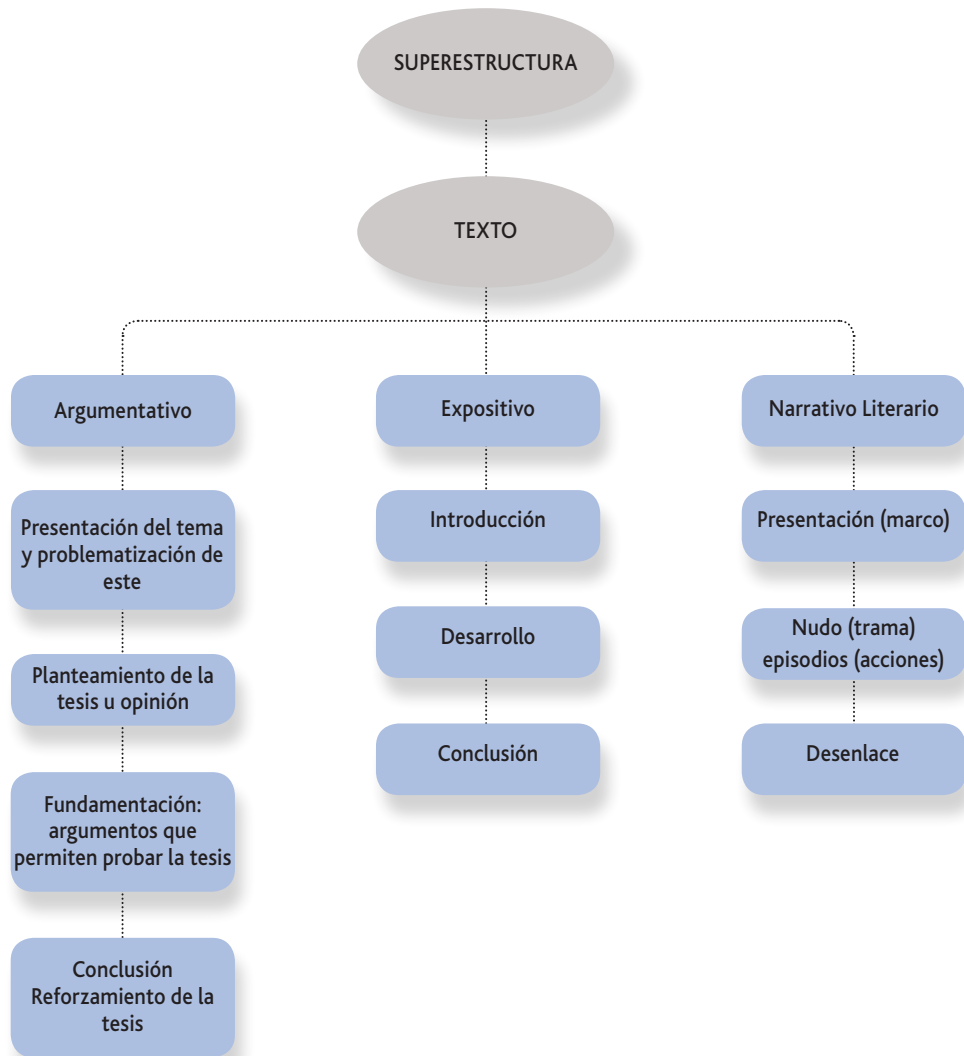 SUPERESTRUCTURA
TEXTO
Argumentativo
Presentación del tema
y problematización de
este
Planteamiento de la
tesis u opinión
Fundamentación:
argumentos que
permiten probar la tesis
Conclusión
Reforzamiento de la
tesis
Expositivo
Introducción
Desarrollo
Conclusión
Narrativo Literario
Presentación (marco)
Nudo (trama)
episodios (acciones)
Desenlace